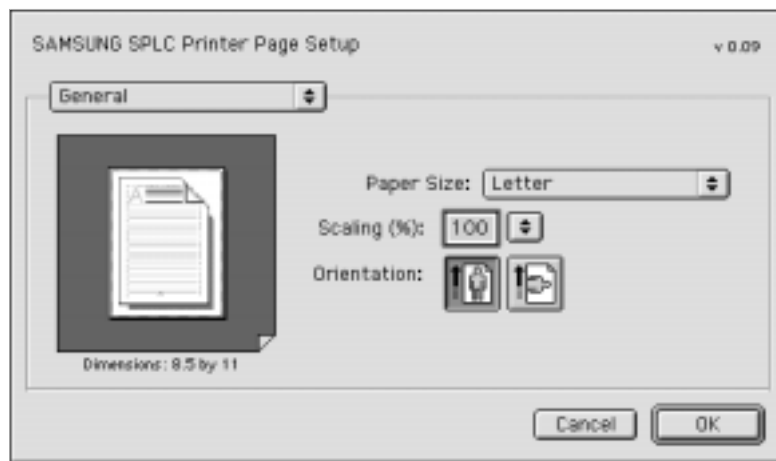 SAMSUNG SPLC Printer Page Setup
v 0.09
General
Paper Size: Letter
Scaling (%): 100
Orientation:
Dimensions: 8.5 by 11
Cancel
OK